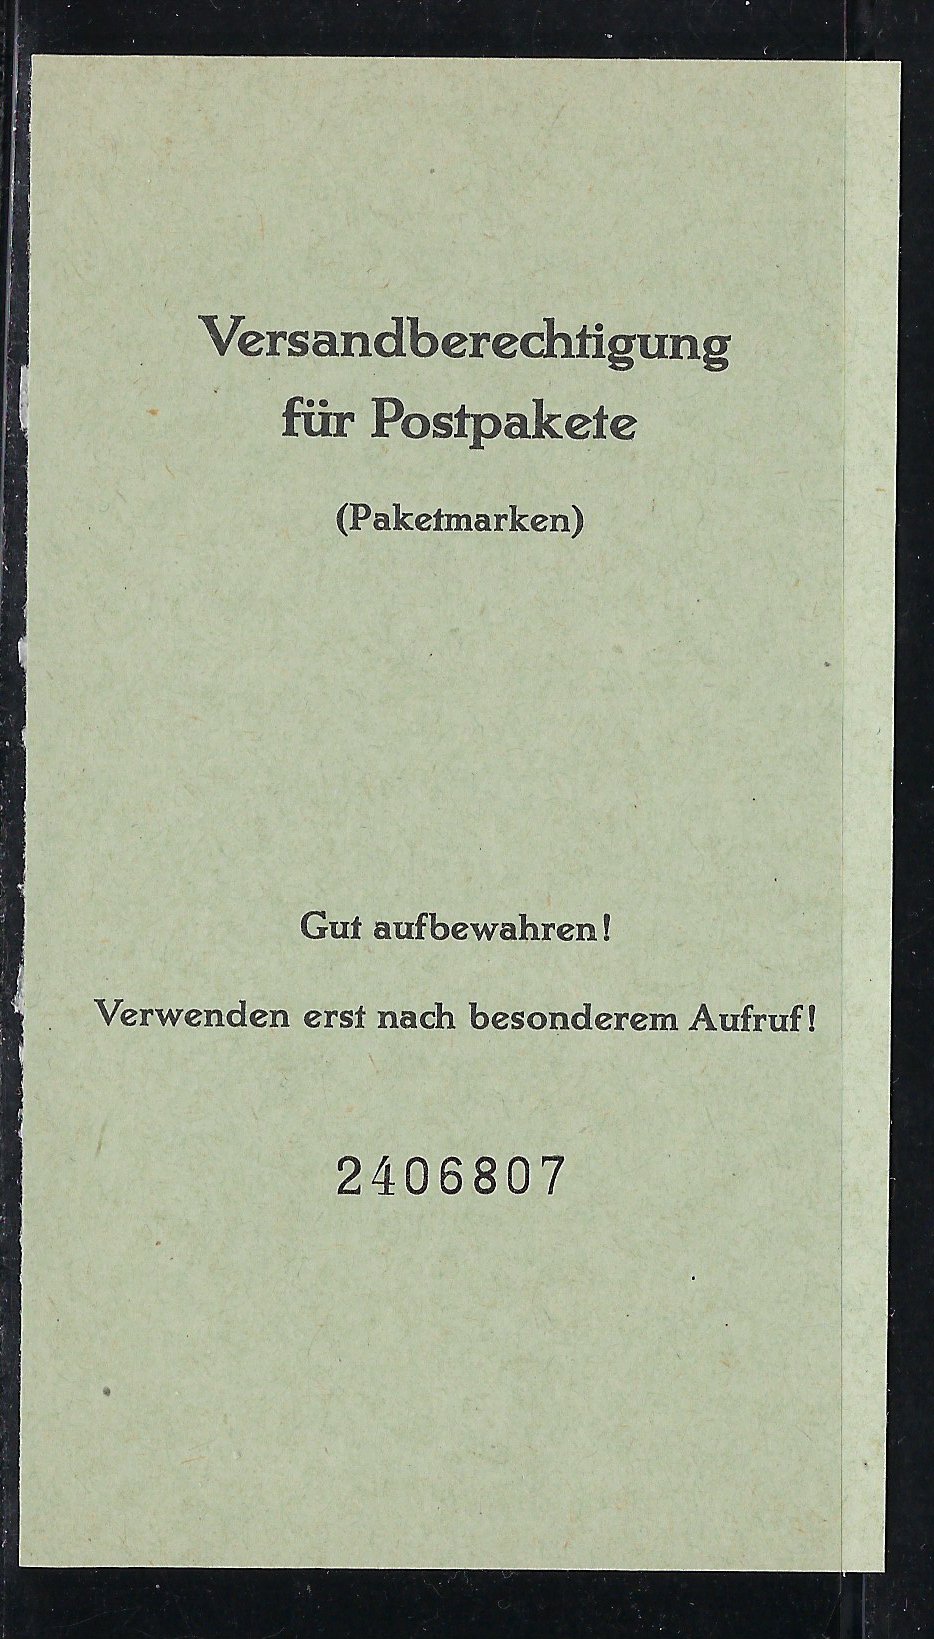 Versandberechtigung
für Postpakete
(Paketmarken)
Gut aufbewahren!
Verwenden erst nach besonderem Aufruf!
2406807